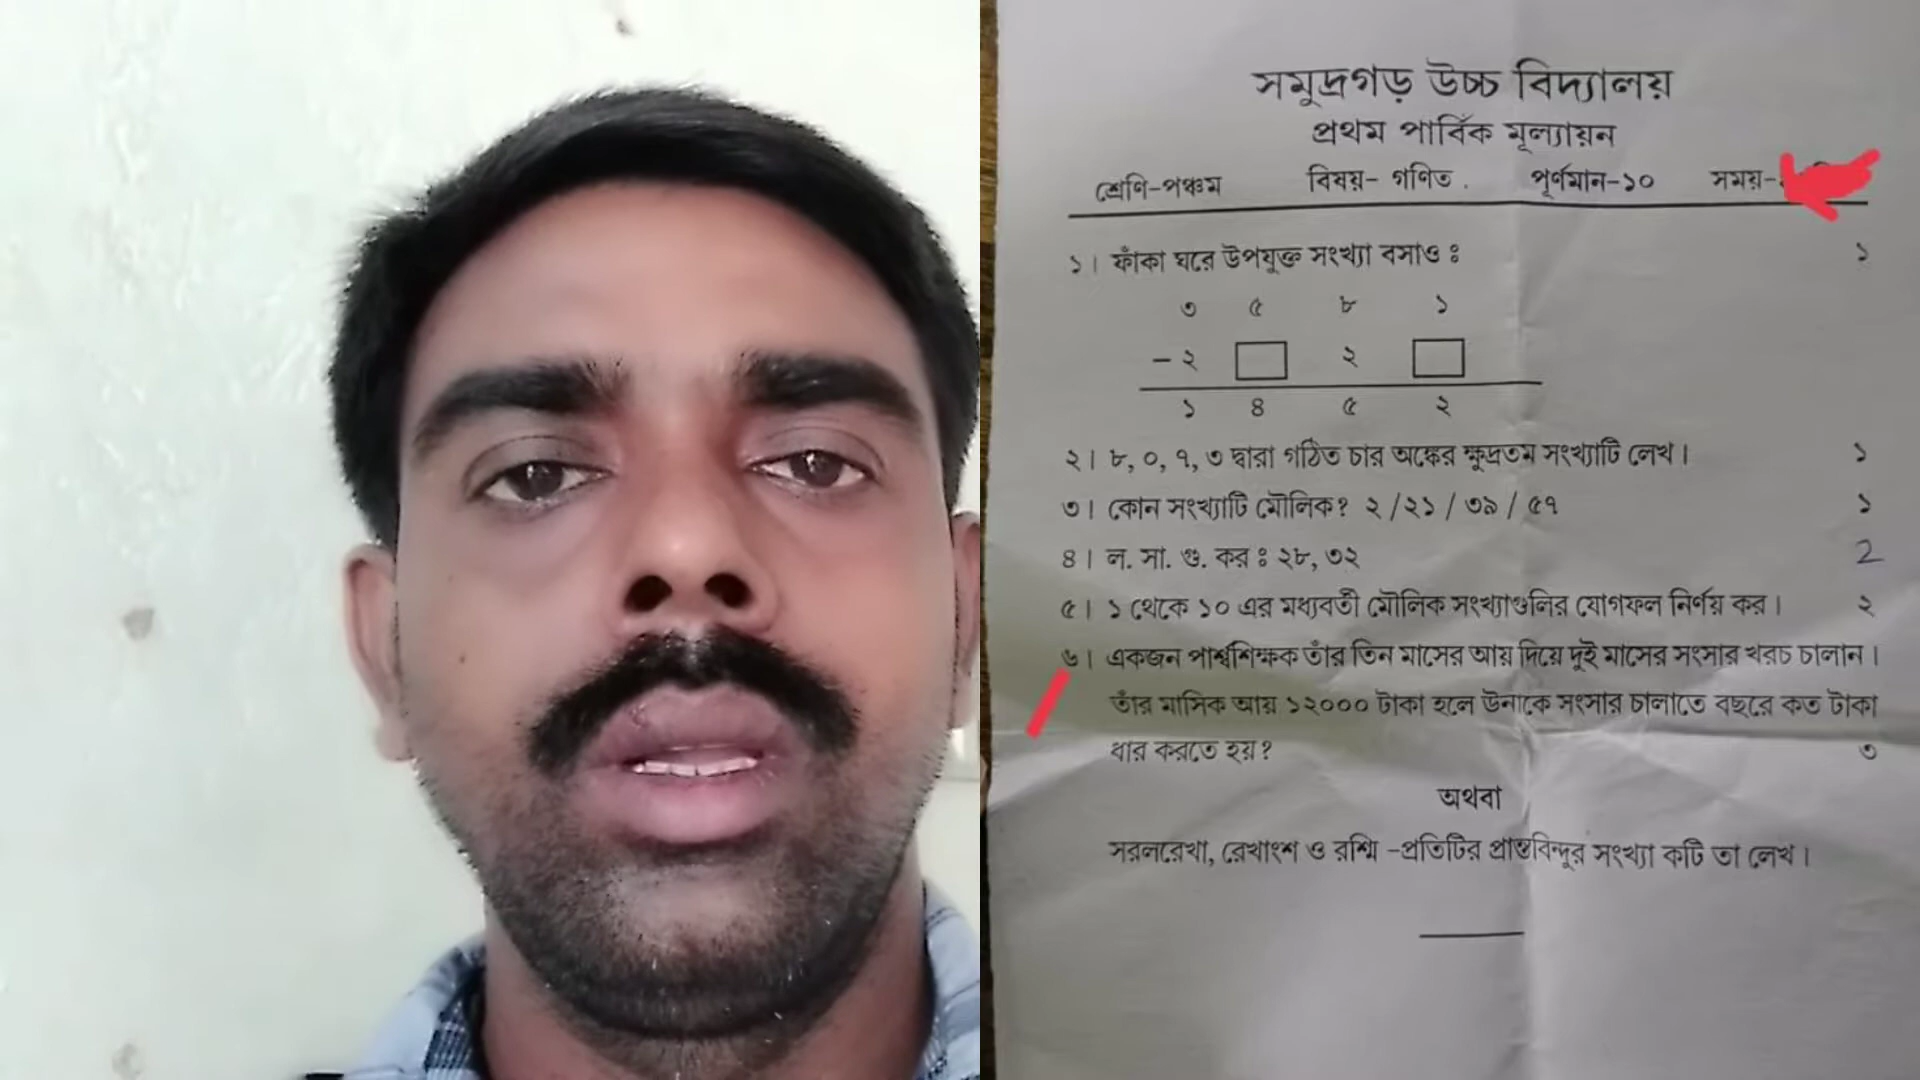 সমুদ্রগড় উচ্চ বিদ্যালয়
প্রথম পার্বিক মূল্যায়ন
শ্রেণি-পঞ্চম বিষয়- গণিত . পূর্ণমান-১০ সময়-
১। ফাঁকা ঘরে উপযুক্ত সংখ্যা বসাও ঃ ১
৩ ৫ ৮ ১
– ২ □ ২ □
১ ৪ ৫ ২
২। ৮, ০, ৭, ৩ দ্বারা গঠিত চার অঙ্কের ক্ষুদ্রতম সংখ্যাটি লেখ। ১
৩। কোন সংখ্যাটি মৌলিক? ২ / ২১ / ৩৯ / ৫৭ ১
৪। ল. সা. গু. কর ঃ ২৮, ৩২ 2
৫। ১ থেকে ১০ এর মধ্যবর্তী মৌলিক সংখ্যাগুলির যোগফল নির্ণয় কর। ২
৬। একজন পার্শ্বশিক্ষক তাঁর তিন মাসের আয় দিয়ে দুই মাসের সংসার খরচ চালান।
তাঁর মাসিক আয় ১২০০০ টাকা হলে উনাকে সংসার চালাতে বছরে কত টাকা
ধার করতে হয়? ৩
অথবা
সরলরেখা, রেখাংশ ও রশ্মি -প্রতিটির প্রান্তবিন্দুর সংখ্যা কটি তা লেখ।